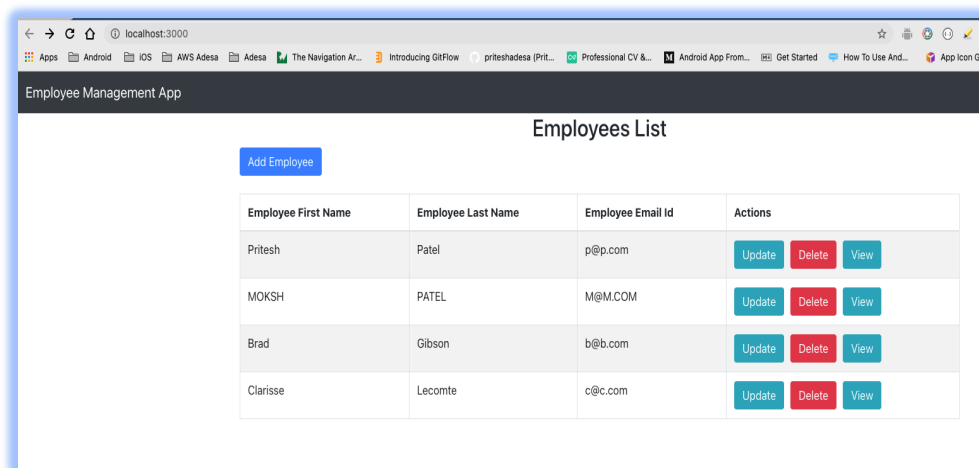 localhost:3000
Apps Android iOS AWS Adesa Adesa The Navigation Ar... Introducing GitFlow priteshadesa (Prit... Professional CV &... Android App From... Get Started How To Use And... App Icon G
Employee Management App
Employees List
Add Employee
Employee First Name Employee Last Name Employee Email Id Actions
Pritesh Patel p@p.com Update Delete View
MOKSH PATEL M@M.COM Update Delete View
Brad Gibson b@b.com Update Delete View
Clarisse Lecomte c@c.com Update Delete View